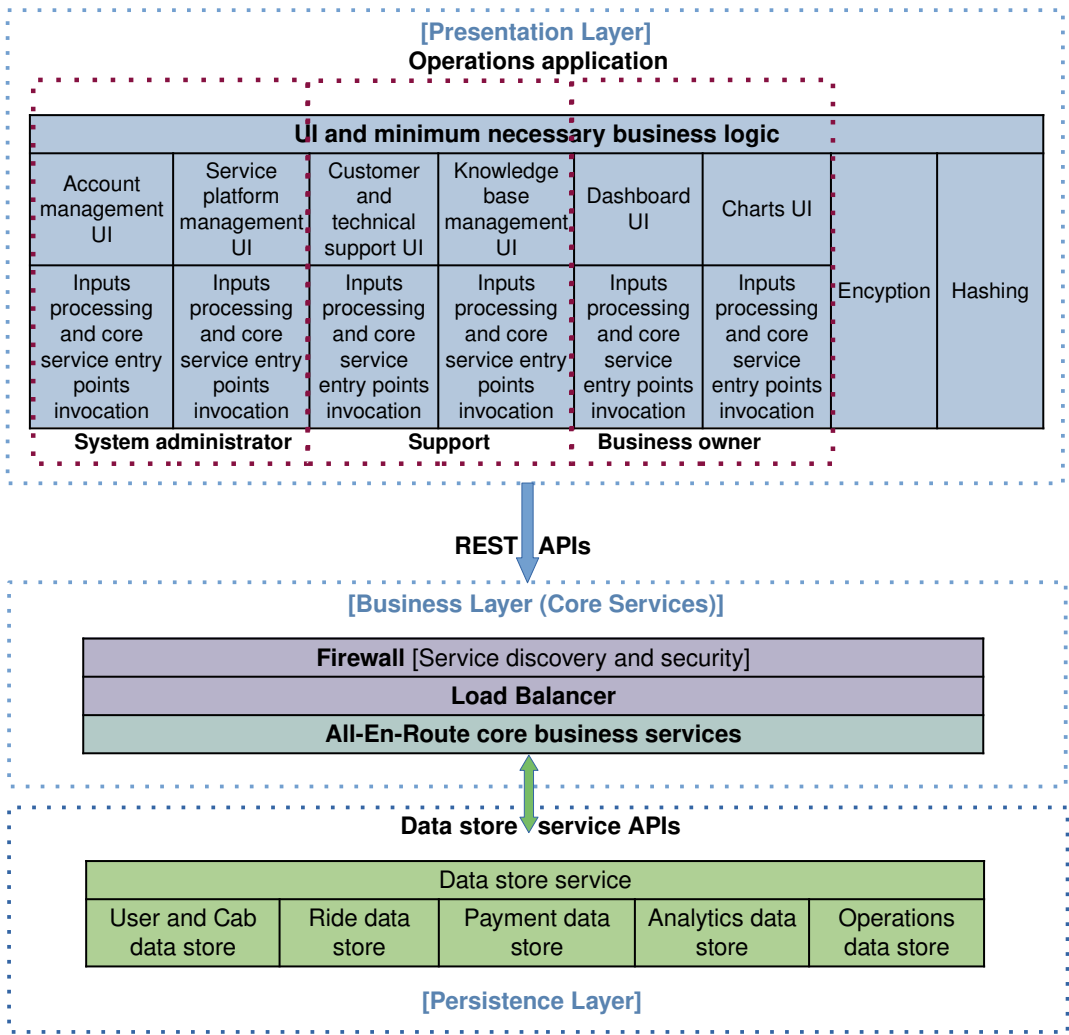 [Presentation Layer]
Operations application
UI and minimum necessary business logic
Account
management
UI
Service
platform
management
UI
Customer
and
technical
support UI
Knowledge
base
management
UI
Dashboard
UI
Charts UI
Encyption
Hashing
Inputs
processing
and core
service entry
points
invocation
Inputs
processing
and core
service entry
points
invocation
Inputs
processing
and core
service
entry points
invocation
Inputs
processing
and core
service entry
points
invocation
Inputs
processing
and core
service
entry points
invocation
Inputs
processing
and core
service
entry points
invocation
System administrator
Support
Business owner
REST APIs
[Business Layer (Core Services)]
Firewall [Service discovery and security]
Load Balancer
All-En-Route core business services
Data store service APIs
Data store service
User and Cab
data store
Ride data
store
Payment data
store
Analytics data
store
Operations
data store
[Persistence Layer]